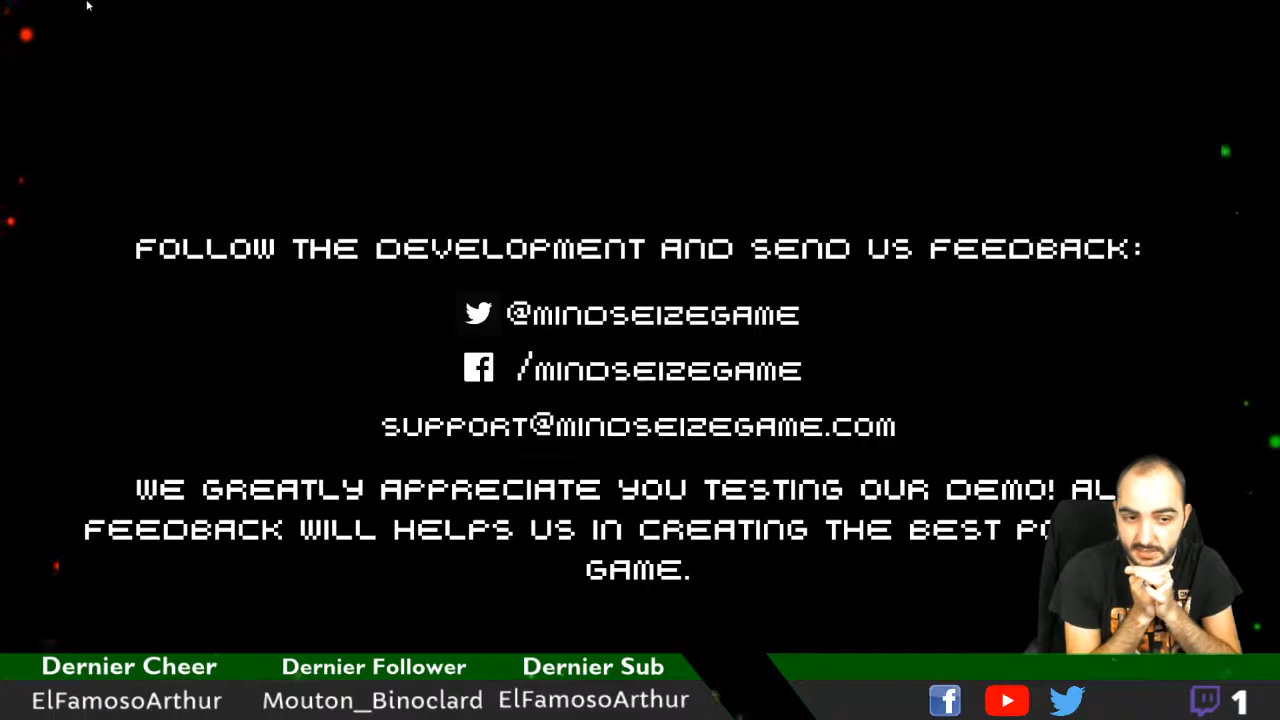 FOLLOW THE DEVELOPMENT AND SEND US FEEDBACK:
@MINDSEIZEGAME
/MINDSEIZEGAME
SUPPORT@MINDSEIZEGAME.COM
WE GREATLY APPRECIATE YOU TESTING OUR DEMO!
FEEDBACK WILL HELPS US IN CREATING THE BEST
GAME.
Dernier Cheer Dernier Follower Dernier Sub
ElFamosoArthur Mouton_Binoclard ElFamosoArthur 1